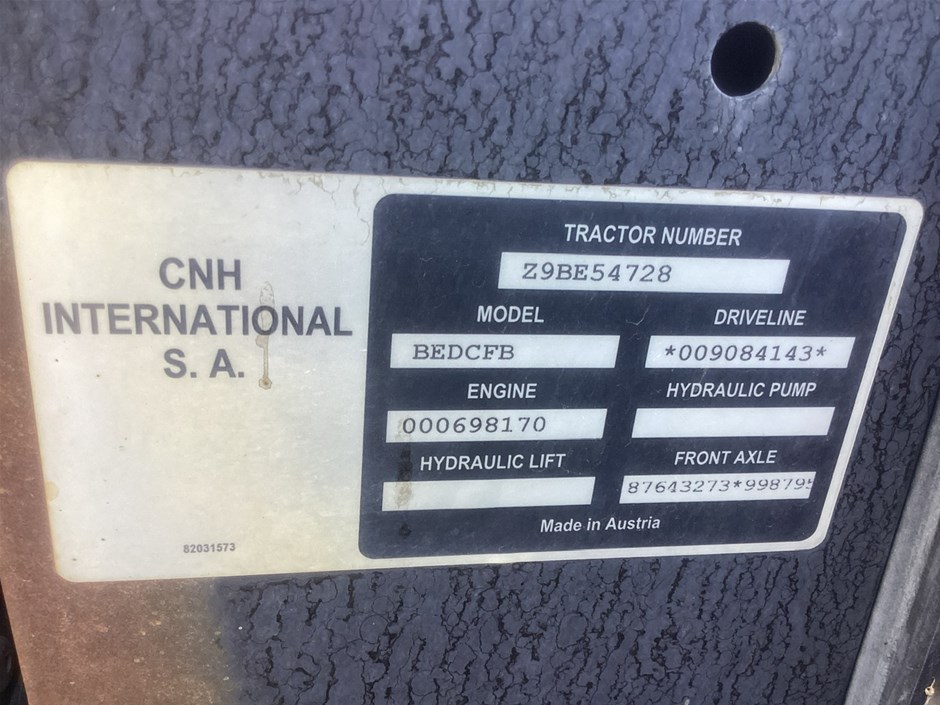 CNH
INTERNATIONAL
S. A.
82031573
TRACTOR NUMBER
Z9BE54728
MODEL
BEDCFB
DRIVELINE
*009084143*
ENGINE
000698170
HYDRAULIC PUMP
HYDRAULIC LIFT
FRONT AXLE
87643273*998795
Made in Austria